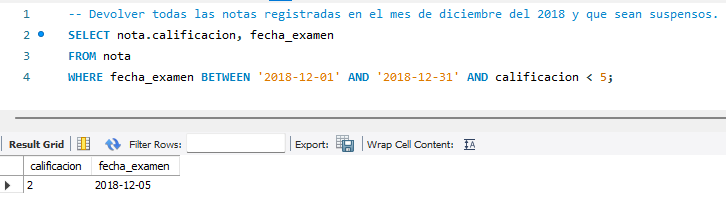 1 -- Devolver todas las notas registradas en el mes de diciembre del 2018 y que sean suspensos.
2 SELECT nota.calificacion, fecha_examen
3 FROM nota
4 WHERE fecha_examen BETWEEN '2018-12-01' AND '2018-12-31' AND calificacion < 5;
Result Grid Filter Rows: Export: Wrap Cell Content:
calificacion fecha_examen
2 2018-12-05